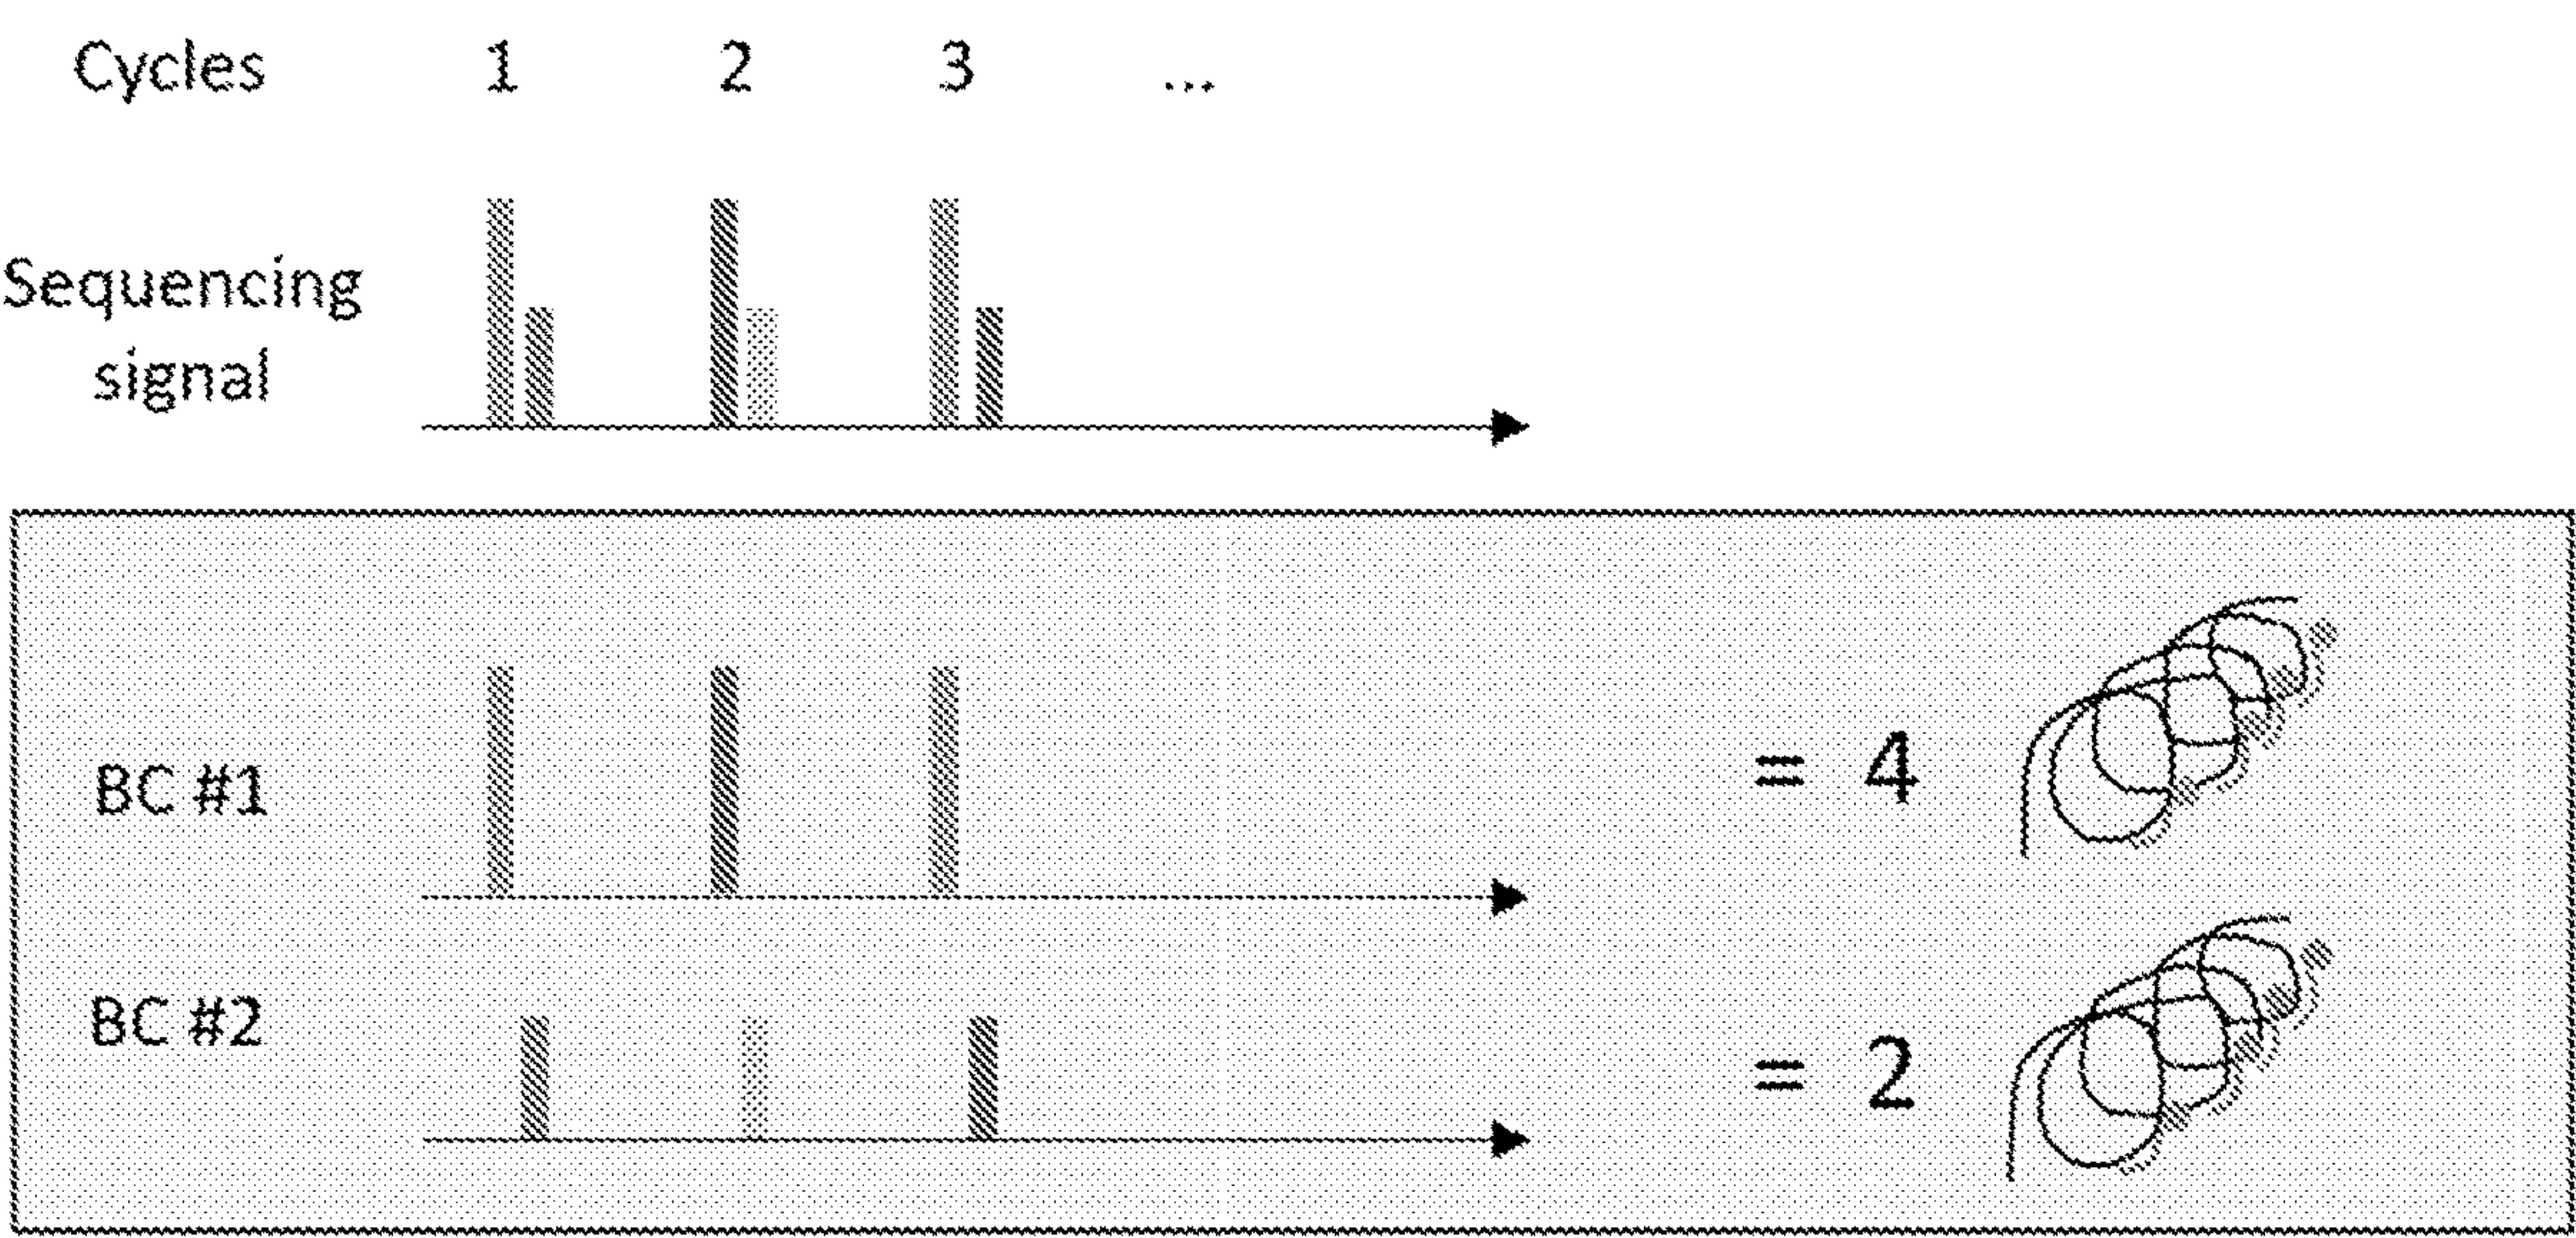 Cycles 1 2 3 ...
Sequencing
signal
BC #1
= 4
BC #2
= 2